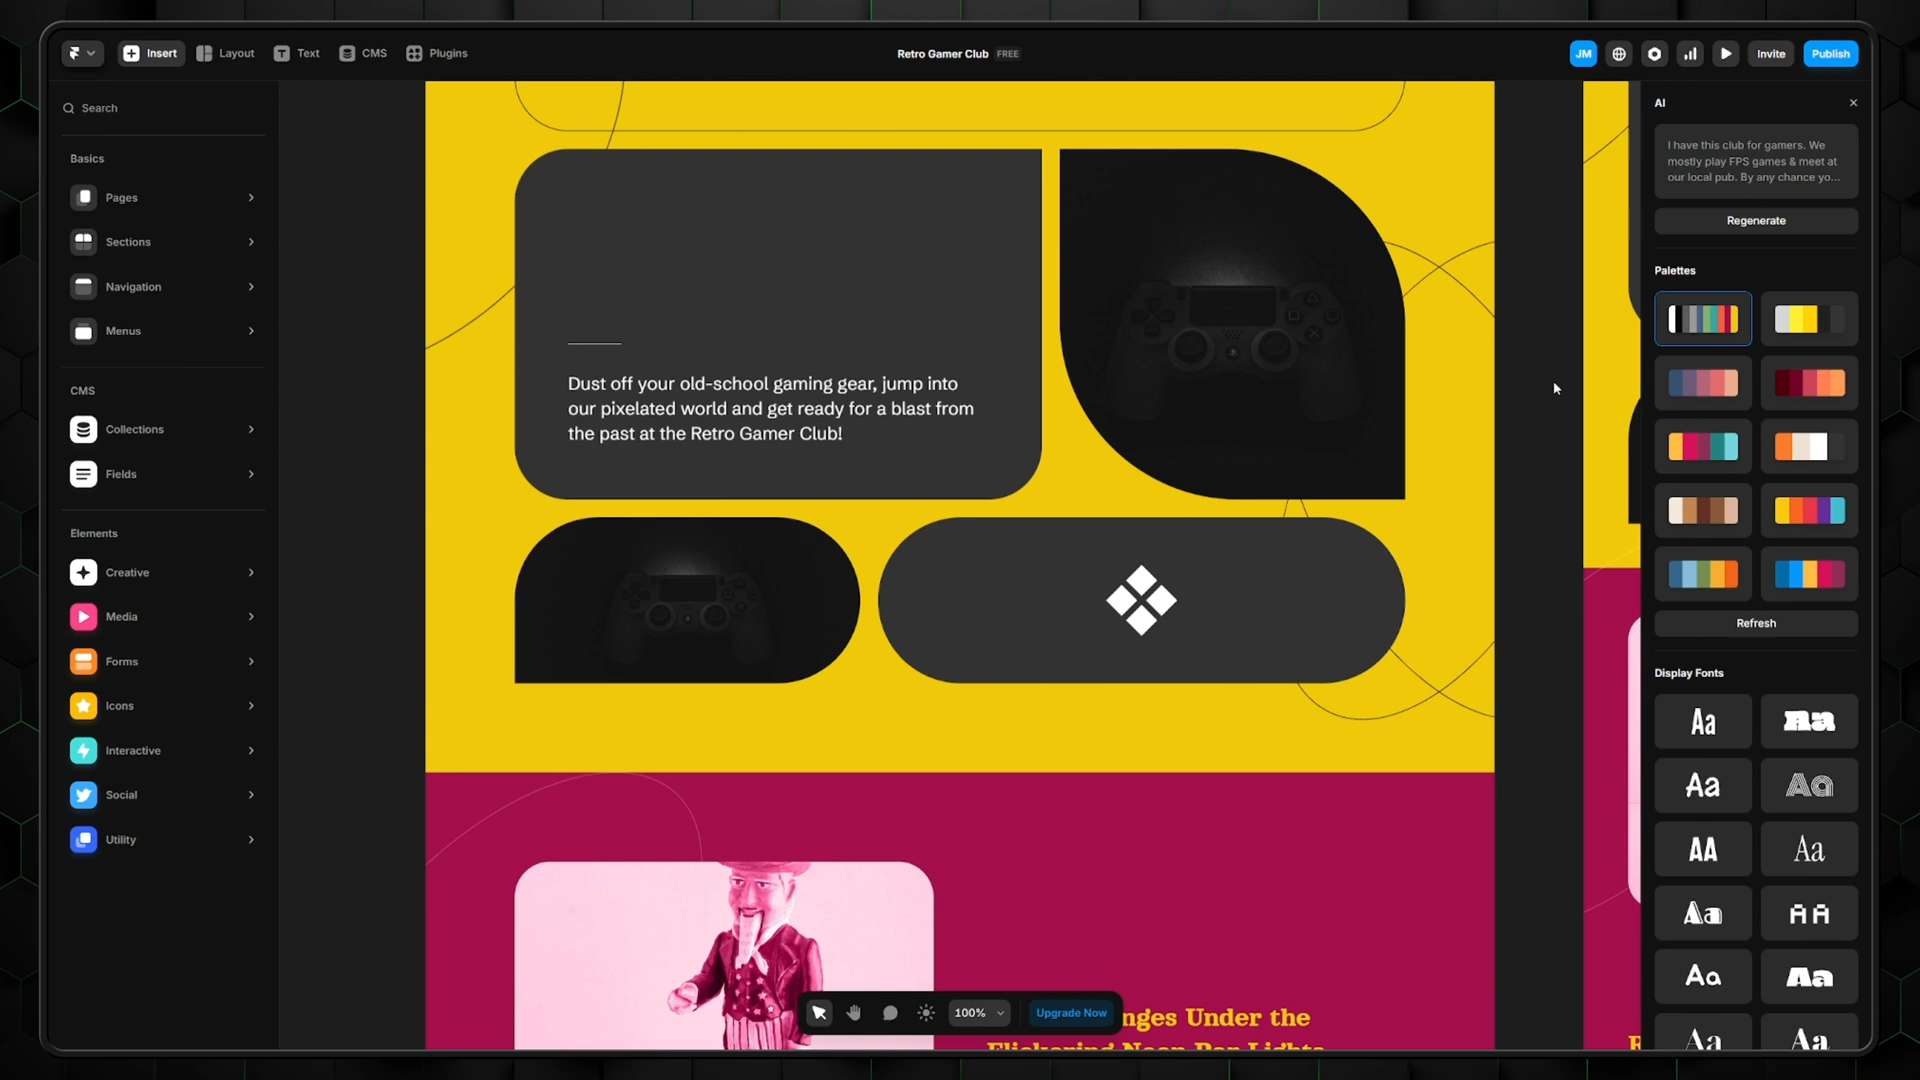 Insert
Layout
Text
CMS
Plugins
Retro Gamer Club FREE
JM
Invite
Publish
Search
Basics
Pages
Sections
Navigation
Menus
CMS
Collections
Fields
Elements
Creative
Media
Forms
Icons
Interactive
Social
Utility
Dust off your old-school gaming gear, jump into
our pixelated world and get ready for a blast from
the past at the Retro Gamer Club!
nges Under the
100%
Upgrade Now
AI
I have this club for gamers. We
mostly play FPS games & meet at
our local pub. By any chance yo...
Regenerate
Palettes
Refresh
Display Fonts
Aa
Aa
Aa
Aa
AA
Aa
Aa
AA
Aa
Aa
Aa
Aa